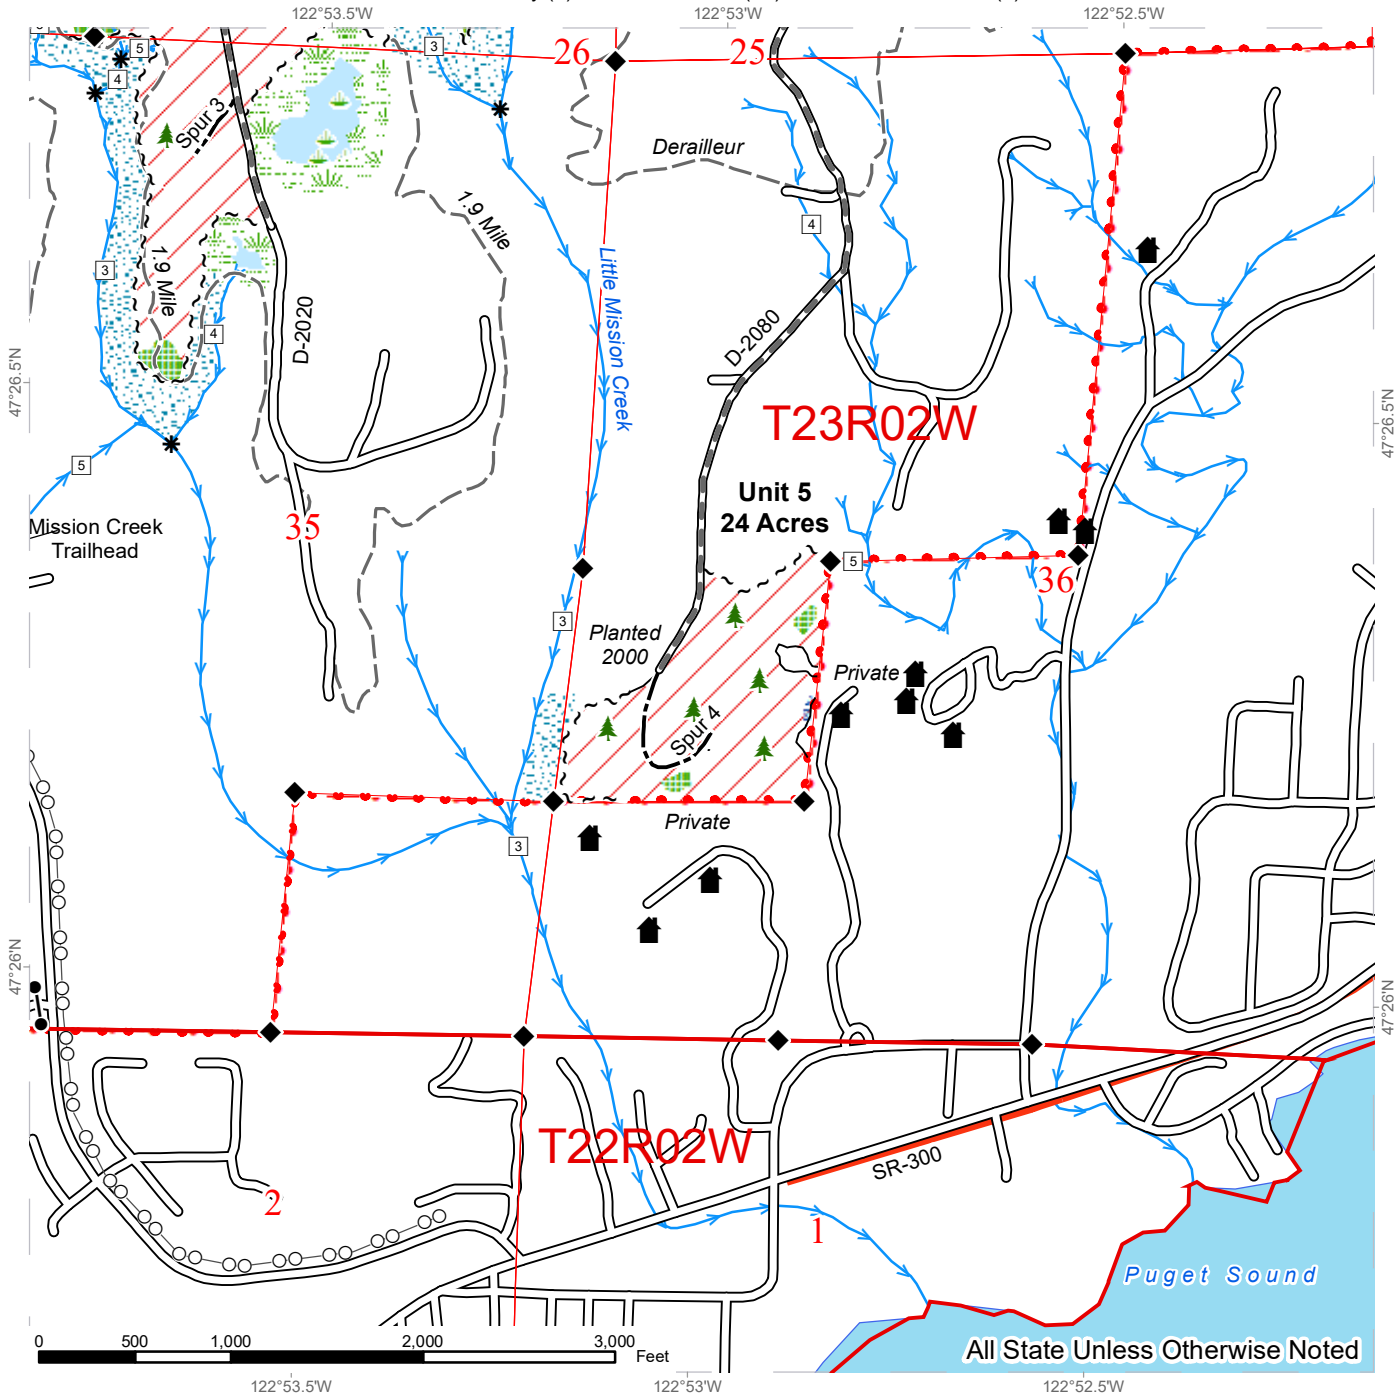 122°53.5'W
122°53'W
122°52.5'W
5
3
26
25
4
Spur 3
Derailleur
1.9 Mile
4
3
1.9 Mile
Little Mission Creek
4
D-2020
D-2080
47°26.5'N
47°26.5'N
T23R02W
5
Unit 5
24 Acres
Mission Creek
Trailhead
35
5
36
3
Planted
2000
Private
Spur 4
Private
3
47°26'N
47°26'N
T22R02W
SR-300
2
1
Puget Sound
0
500
1,000
2,000
3,000
Feet
All State Unless Otherwise Noted
122°53.5'W
122°53'W
122°52.5'W